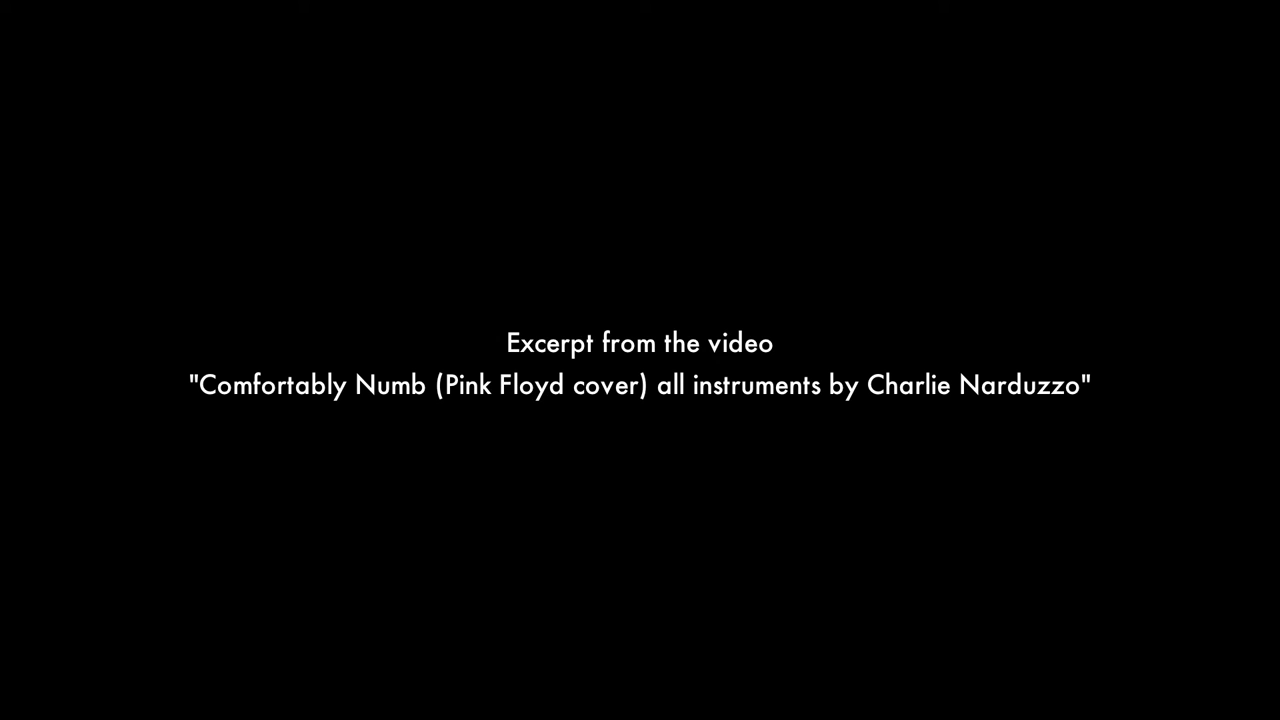 Excerpt from the video
"Comfortably Numb (Pink Floyd cover) all instruments by Charlie Narduzzo"